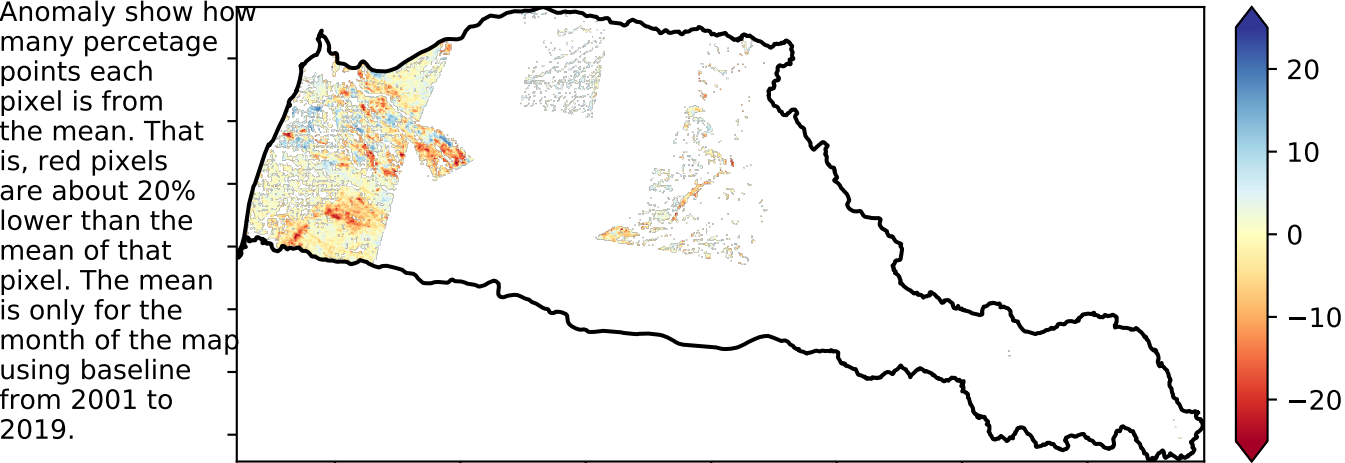 Anomaly show how
many percetage
points each
pixel is from
the mean. That
is, red pixels
are about 20%
lower than the
mean of that
pixel. The mean
is only for the
month of the map
using baseline
from 2001 to
2019.
20
10
0
−10
−20